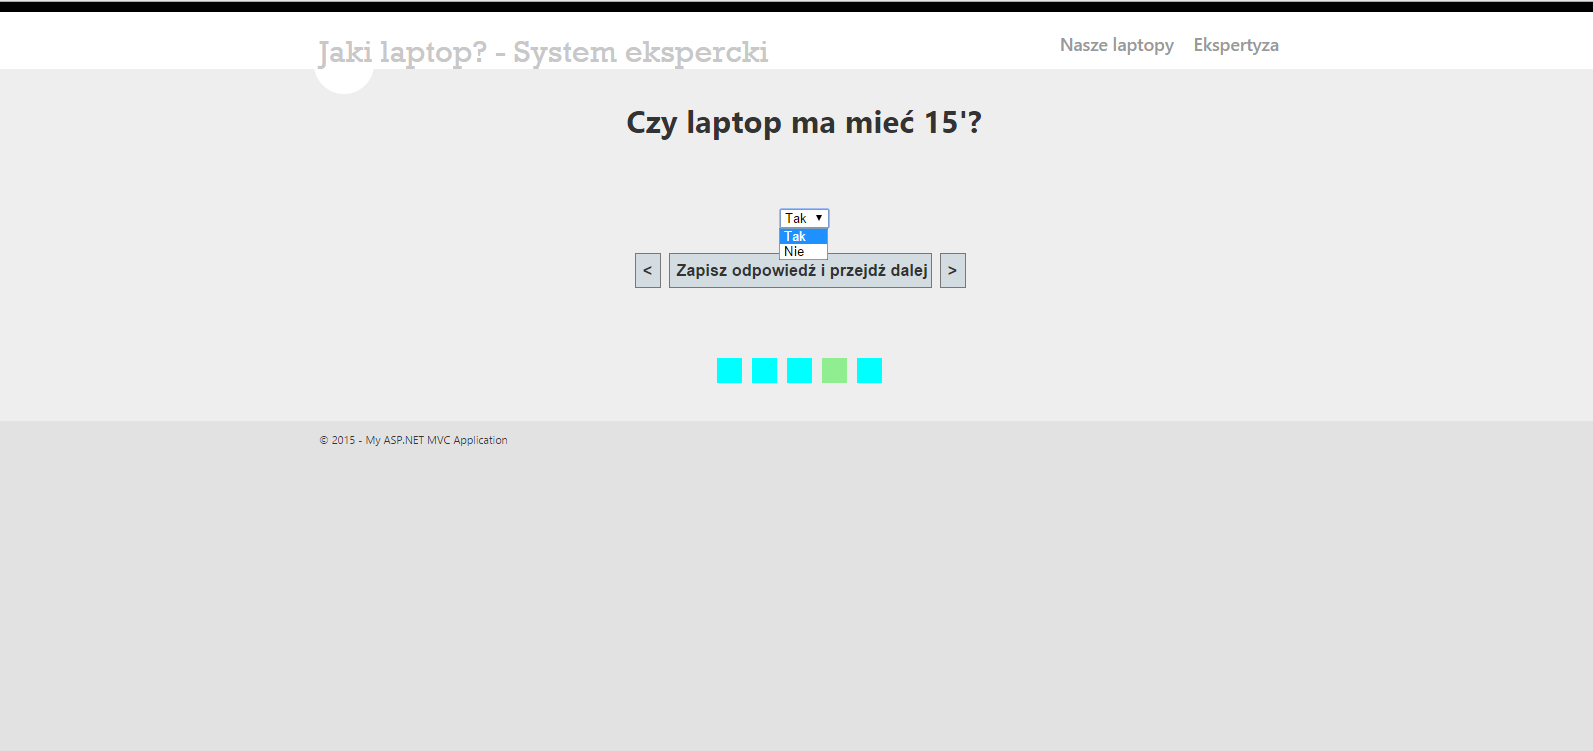 Jaki laptop? - System ekspercki
Nasze laptopy Ekspertyza
Czy laptop ma mieć 15'?
Tak ▼
Tak
Nie
< Zapisz odpowiedź i przejdź dalej >
© 2015 - My ASP.NET MVC Application